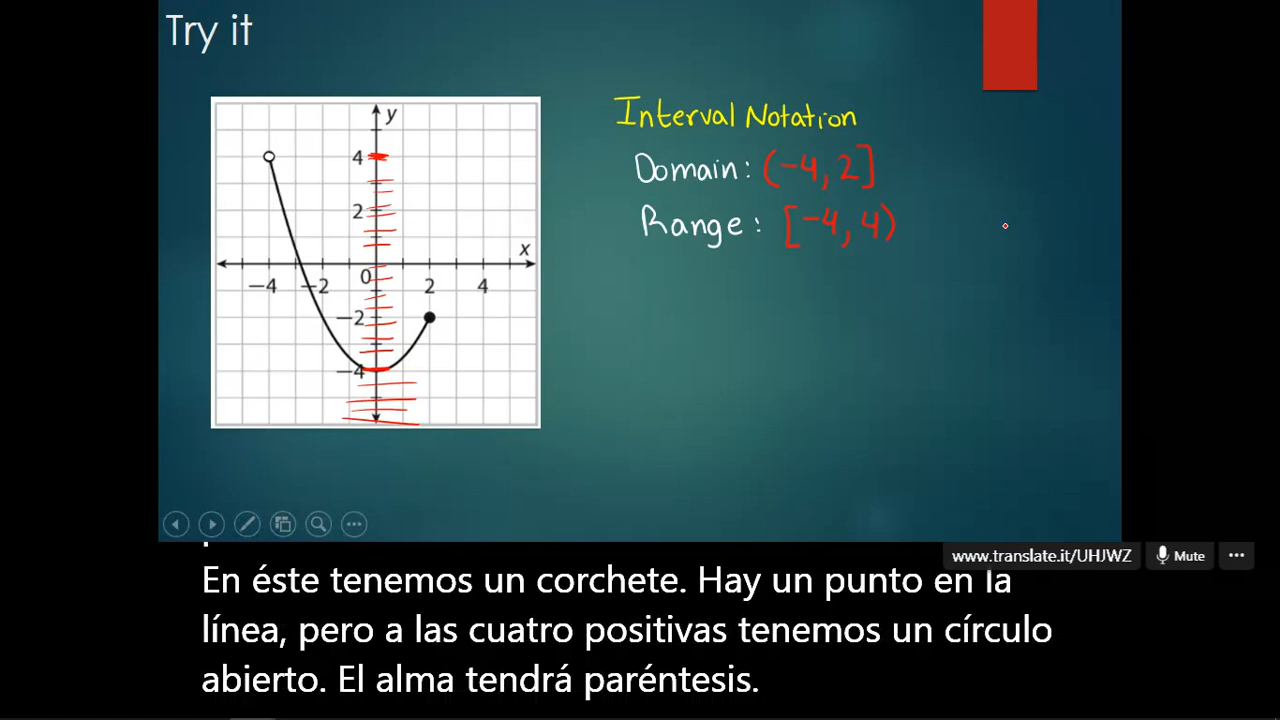 Try it
y
4
2
x
0
−4
−2
2
4
−2
−4
Interval Notation
Domain: (-4, 2]
Range: [-4, 4)
www.translate.it/UHJWZ
Mute
En éste tenemos un corchete. Hay un punto en la
línea, pero a las cuatro positivas tenemos un círculo
abierto. El alma tendrá paréntesis.